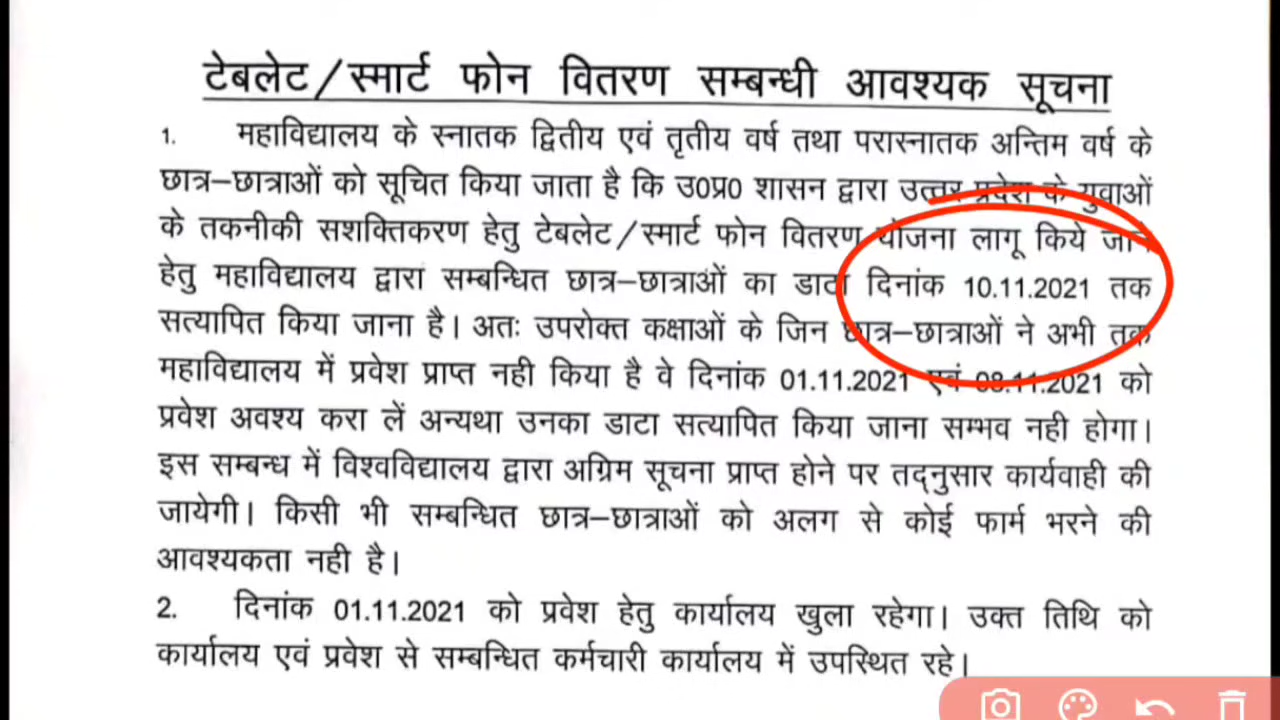 टेबलेट/स्मार्ट फोन वितरण सम्बन्धी आवश्यक सूचना
1. महाविद्यालय के स्नातक द्वितीय एवं तृतीय वर्ष तथा परास्नातक अन्तिम वर्ष के
छात्र-छात्राओं को सूचित किया जाता है कि उ0प्र0 शासन द्वारा उत्तर प्रदेश के युवाओं
के तकनीकी सशक्तिकरण हेतु टेबलेट/स्मार्ट फोन वितरण योजना लागू किये जाने
हेतु महाविद्यालय द्वारा सम्बन्धित छात्र-छात्राओं का डाटा दिनांक 10.11.2021 तक
सत्यापित किया जाना है। अतः उपरोक्त कक्षाओं के जिन छात्र-छात्राओं ने अभी तक
महाविद्यालय में प्रवेश प्राप्त नही किया है वे दिनांक 01.11.2021 एवं 08.11.2021 को
प्रवेश अवश्य करा लें अन्यथा उनका डाटा सत्यापित किया जाना सम्भव नही होगा।
इस सम्बन्ध में विश्वविद्यालय द्वारा अग्रिम सूचना प्राप्त होने पर तद्नुसार कार्यवाही की
जायेगी। किसी भी सम्बन्धित छात्र-छात्राओं को अलग से कोई फार्म भरने की
आवश्यकता नही है।
2. दिनांक 01.11.2021 को प्रवेश हेतु कार्यालय खुला रहेगा। उक्त तिथि को
कार्यालय एवं प्रवेश से सम्बन्धित कर्मचारी कार्यालय में उपस्थित रहे।